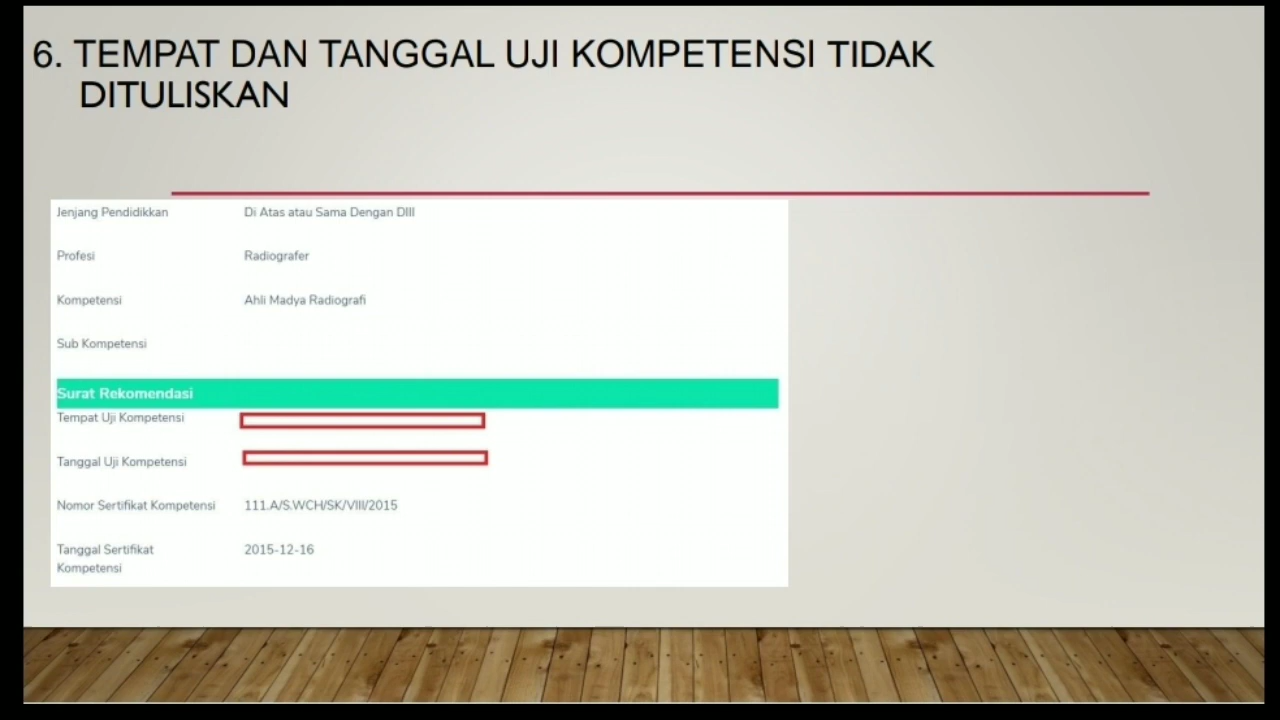 6. TEMPAT DAN TANGGAL UJI KOMPETENSI TIDAK
DITULISKAN
Jenjang Pendidikkan Di Atas atau Sama Dengan DIII
Profesi Radiografer
Kompetensi Ahli Madya Radiografi
Sub Kompetensi
Surat Rekomendasi
Tempat Uji Kompetensi
Tanggal Uji Kompetensi
Nomor Sertifikat Kompetensi 111.A/S.WCH/SK/VIII/2015
Tanggal Sertifikat 2015-12-16
Kompetensi